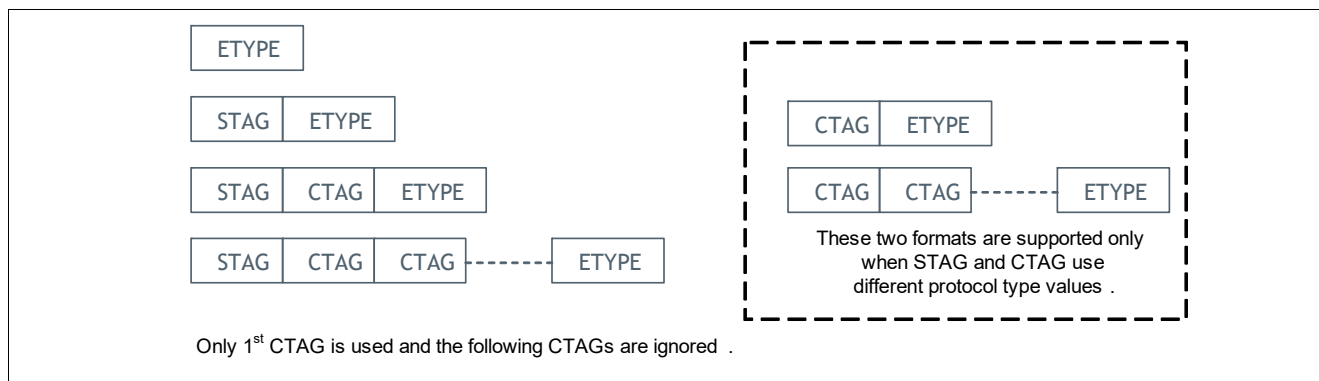 ETYPE
STAG ETYPE
STAG CTAG ETYPE
STAG CTAG CTAG ETYPE
CTAG ETYPE
CTAG CTAG ETYPE
These two formats are supported only
when STAG and CTAG use
different protocol type values .
Only 1st CTAG is used and the following CTAGs are ignored .